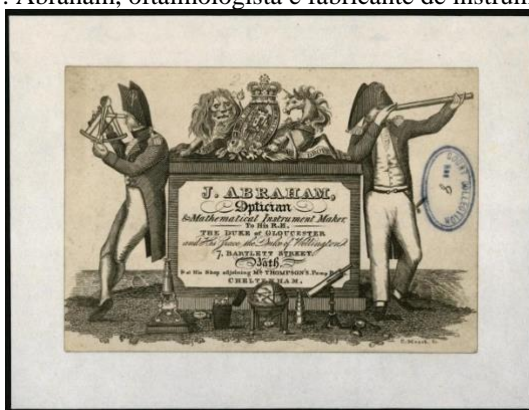 . Abraham, oftalmologista e fabricante de instrum
J. ABRAHAM,
Optician
& Mathematical Instrument Maker,
To His R.H.
THE DUKE of GLOUCESTER
and His Grace the Duke of Wellington
7, BARTLETT STREET
Bath,
& at His Shop adjoining Mr THOMPSON'S Pump
CHELTENHAM.